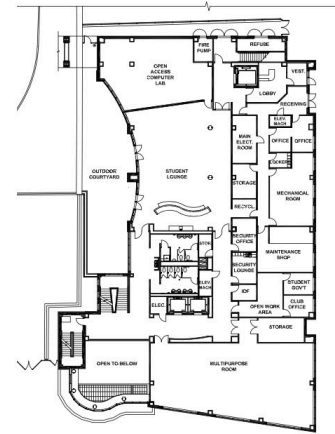 FIRE
PUMP
REFUSE
OPEN
ACCESS
COMPUTER
LAB.
VEST.
LOBBY
RECEIVING
ELEV.
MACH
MAIN
ELECT.
ROOM
OFFICE
OFFICE
LOCKER
OUTDOOR
COURTYARD
STUDENT
LOUNGE
STORAGE
MECHANICAL
ROOM
RECYCL.
SECURITY
OFFICE
STOR.
MAINTENANCE
SHOP
SECURITY
LOUNGE
ELEV.
MACH
STUDENT
GOV'T
IDF
ELEC.
OPEN WORK
AREA
CLUB
OFFICE
STORAGE
OPEN TO BELOW
MULTIPURPOSE
ROOM